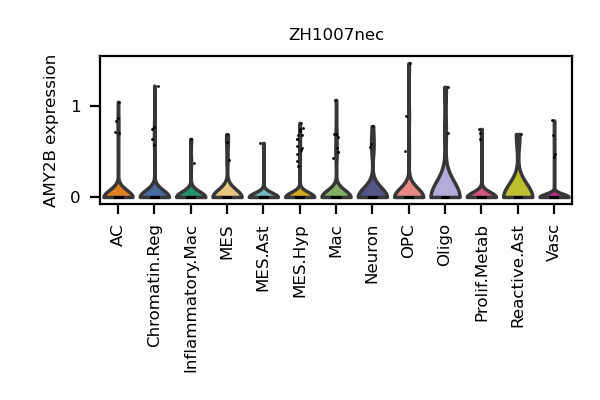 ZH1007nec
AMY2B expression
1
0
AC
Chromatin.Reg
Inflammatory.Mac
MES
MES.Ast
MES.Hyp
Mac
Neuron
OPC
Oligo
Prolif.Metab
Reactive.Ast
Vasc